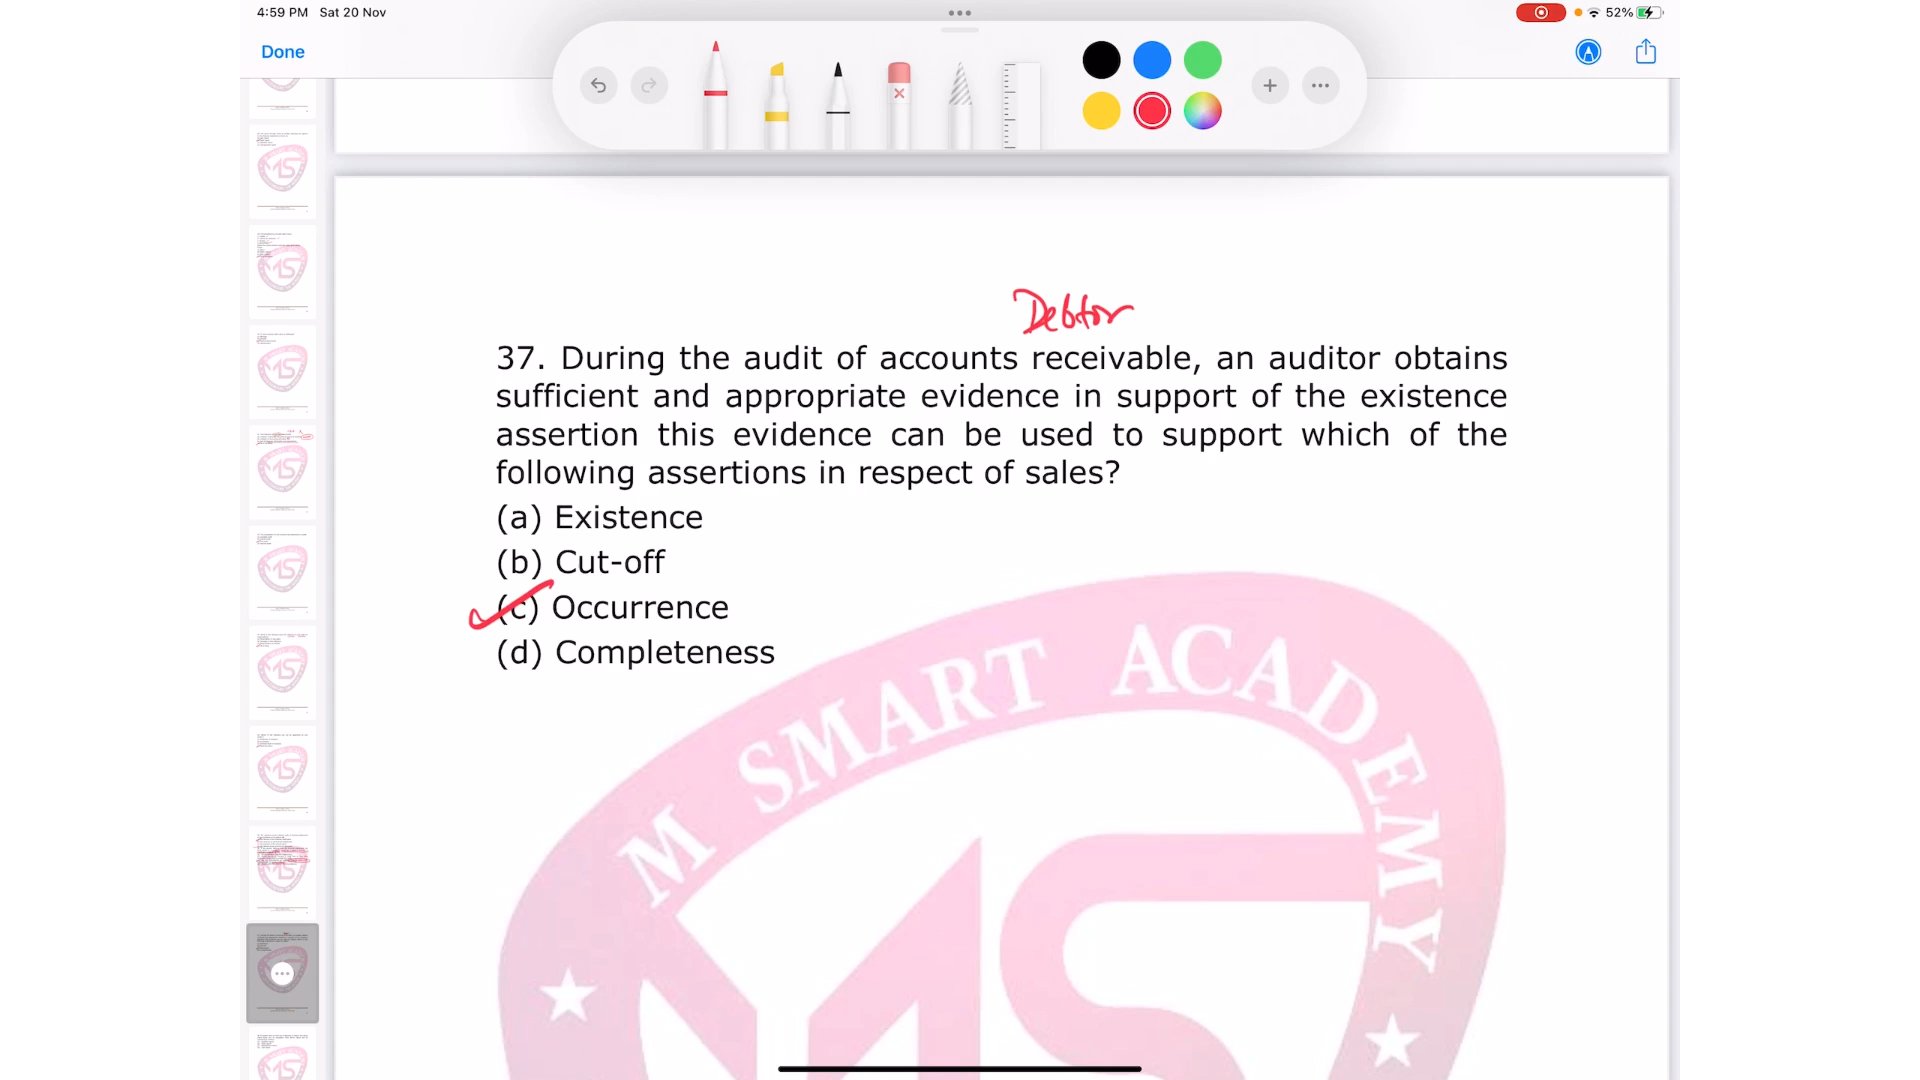 4:59 PM Sat 20 Nov
52%
Done
Debtor
37. During the audit of accounts receivable, an auditor obtains
sufficient and appropriate evidence in support of the existence
assertion this evidence can be used to support which of the
following assertions in respect of sales?
(a) Existence
(b) Cut-off
(c) Occurrence
(d) Completeness
M SMART ACADEMY